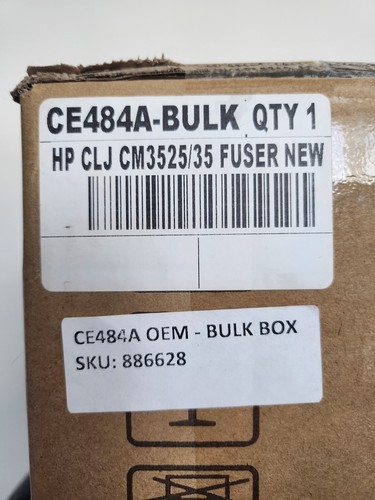 CE484A-BULK QTY 1
HP CLJ CM3525/35 FUSER NEW
CE484A OEM - BULK BOX
SKU: 886628